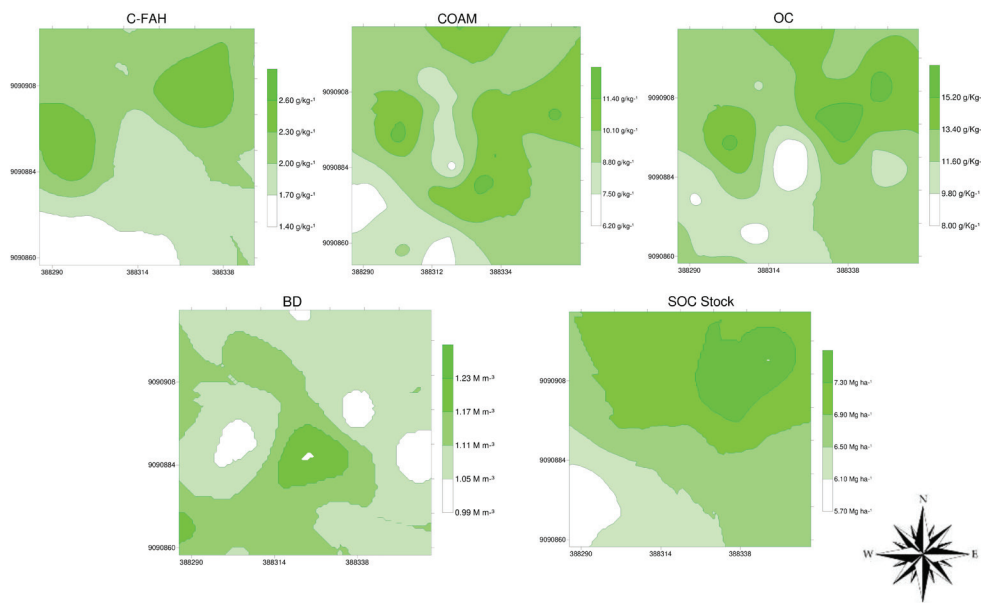 C-FAH
9090908
9090884
9090860
388290 388314 388338
2.60 g/kg⁻¹
2.30 g/kg⁻¹
2.00 g/kg⁻¹
1.70 g/kg⁻¹
1.40 g/kg⁻¹
COAM
9090908
9090884
9090860
388290 388312 388334
11.40 g/kg⁻¹
10.10 g/kg⁻¹
8.80 g/kg⁻¹
7.50 g/kg⁻¹
6.20 g/kg⁻¹
OC
9090908
9090884
9090860
388290 388314 388338
15.20 g/Kg⁻¹
13.40 g/Kg⁻¹
11.60 g/Kg⁻¹
9.80 g/Kg⁻¹
8.00 g/Kg⁻¹
BD
9090908
9090884
9090860
388290 388314 388338
1.23 M m⁻³
1.17 M m⁻³
1.11 M m⁻³
1.05 M m⁻³
0.99 M m⁻³
SOC Stock
9090908
9090884
9090860
388290 388314 388338
7.30 Mg ha⁻¹
6.90 Mg ha⁻¹
6.50 Mg ha⁻¹
6.10 Mg ha⁻¹
5.70 Mg ha⁻¹
N
W E
S